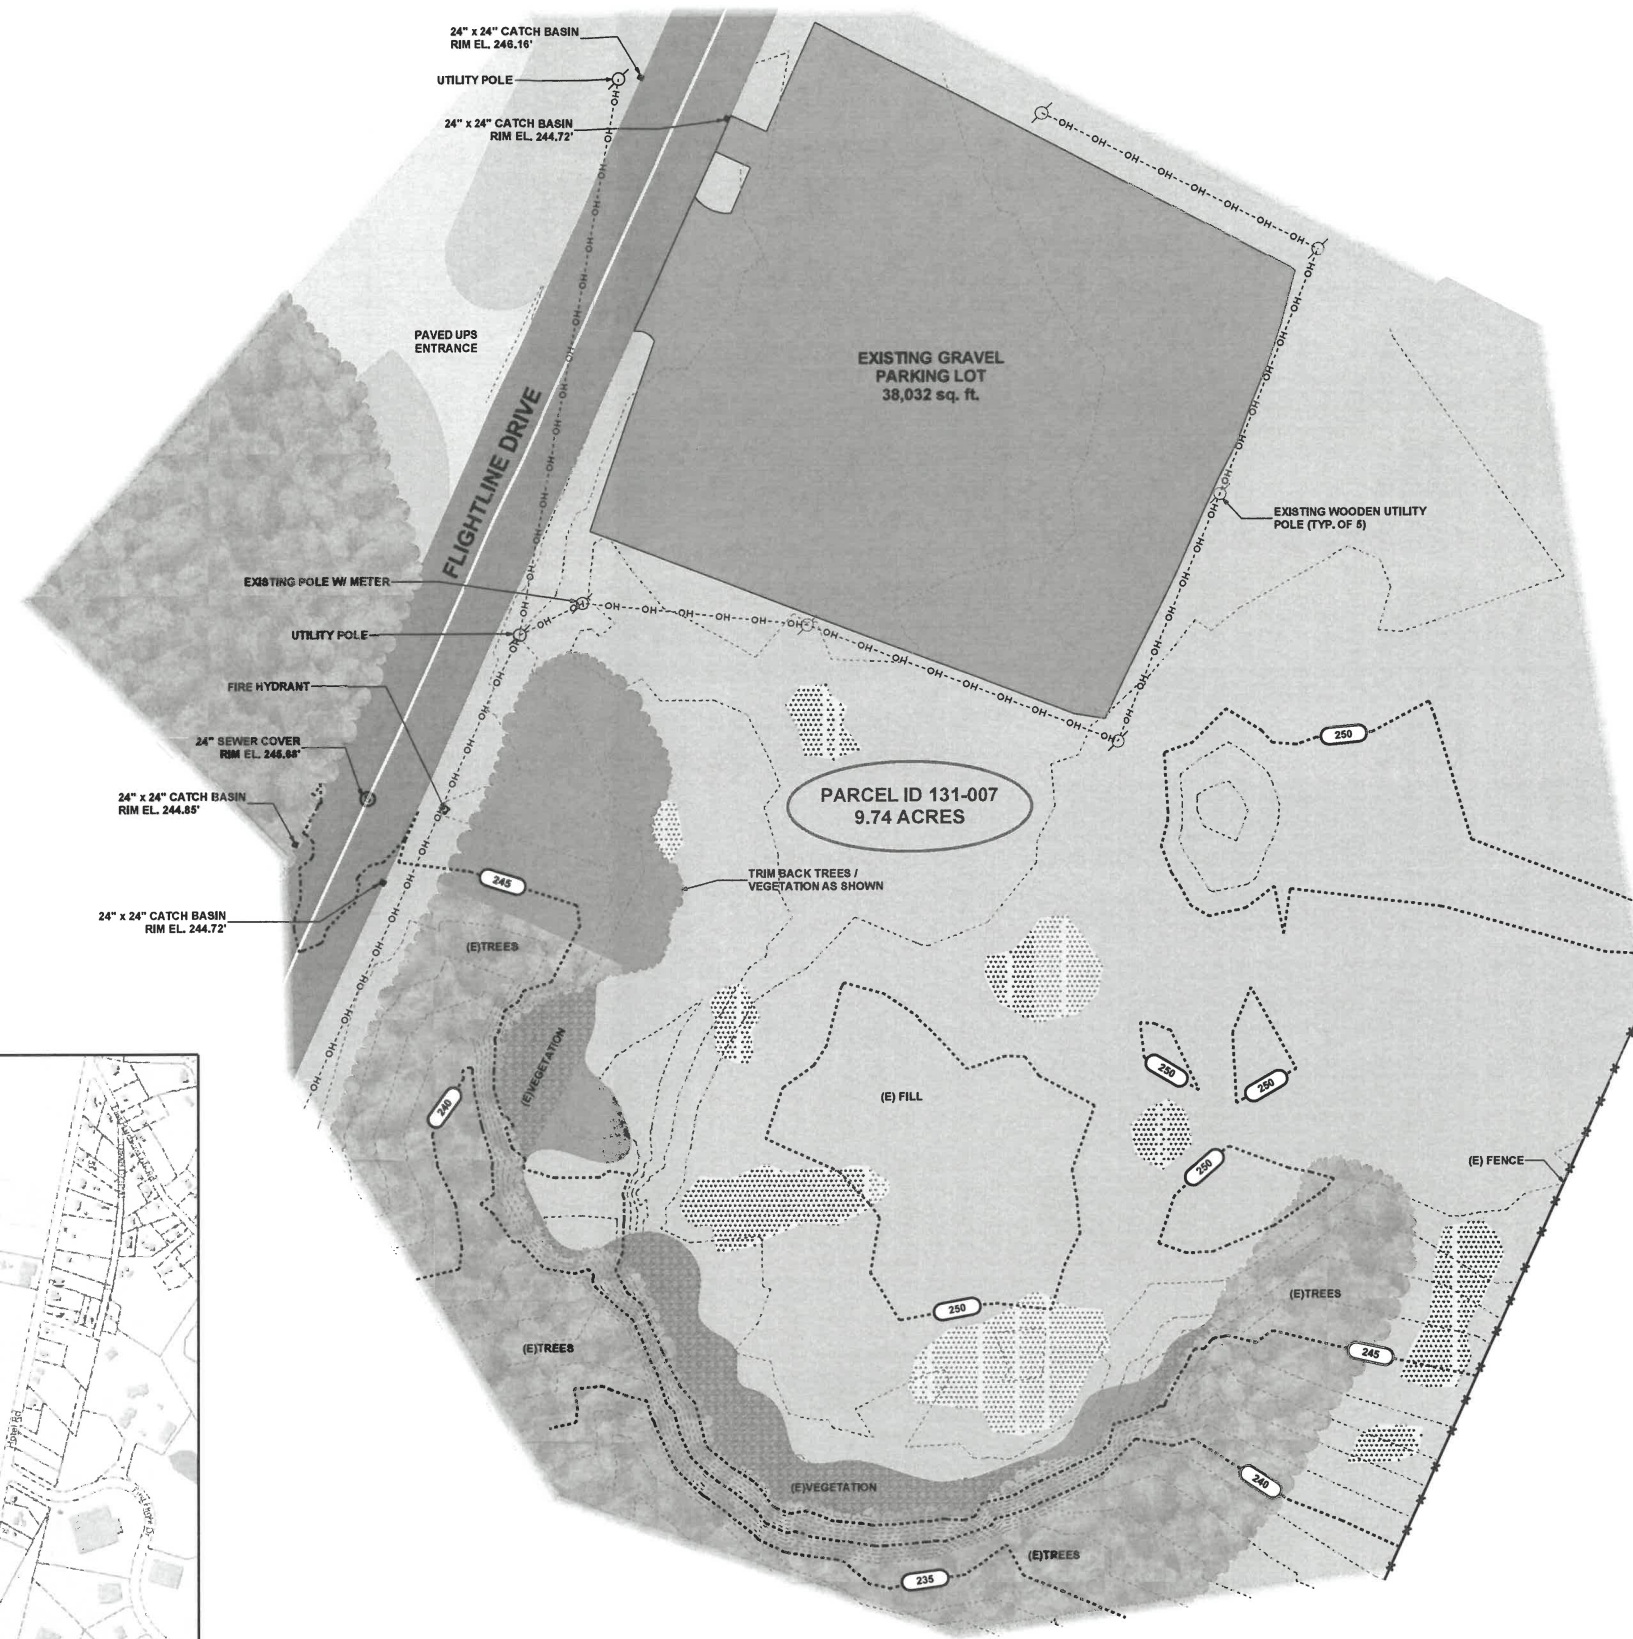 24" x 24" CATCH BASIN
RIM EL. 246.16'
UTILITY POLE
24" x 24" CATCH BASIN
RIM EL. 244.72'
PAVED UPS
ENTRANCE
FLIGHTLINE DRIVE
EXISTING GRAVEL
PARKING LOT
38,032 sq. ft.
EXISTING WOODEN UTILITY
POLE (TYP. OF 5)
EXISTING POLE W/ METER
UTILITY POLE
FIRE HYDRANT
24" SEWER COVER
RIM EL. 245.68'
24" x 24" CATCH BASIN
RIM EL. 244.85'
24" x 24" CATCH BASIN
RIM EL. 244.72'
PARCEL ID 131-007
9.74 ACRES
250
TRIM BACK TREES /
VEGETATION AS SHOWN
245
(E)TREES
(E)VEGETATION
240
(E) FILL
250
250
250
(E) FENCE
250
(E)TREES
245
(E)TREES
240
(E)VEGETATION
(E)TREES
235